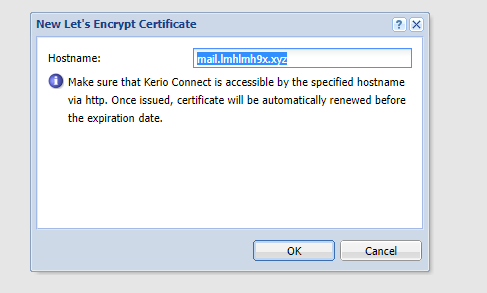 New Let's Encrypt Certificate
Hostname: mail.lmhlmh9x.xyz
Make sure that Kerio Connect is accessible by the specified hostname
via http. Once issued, certificate will be automatically renewed before
the expiration date.
OK Cancel